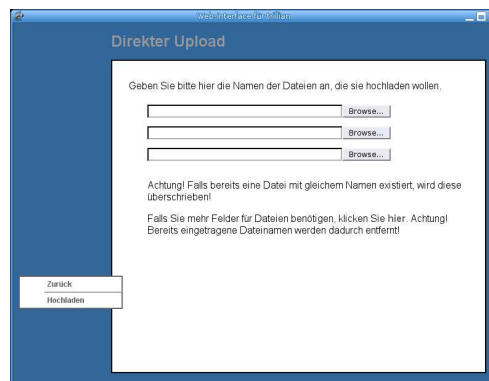 Web-Interface für trillian
Direkter Upload
Geben Sie bitte hier die Namen der Dateien an, die sie hochladen wollen.
Browse...
Browse...
Browse...
Achtung! Falls bereits eine Datei mit gleichem Namen existiert, wird diese
überschrieben!
Falls Sie mehr Felder für Dateien benötigen, klicken Sie hier. Achtung!
Bereits eingetragene Dateinamen werden dadurch entfernt!
Zurück
Hochladen